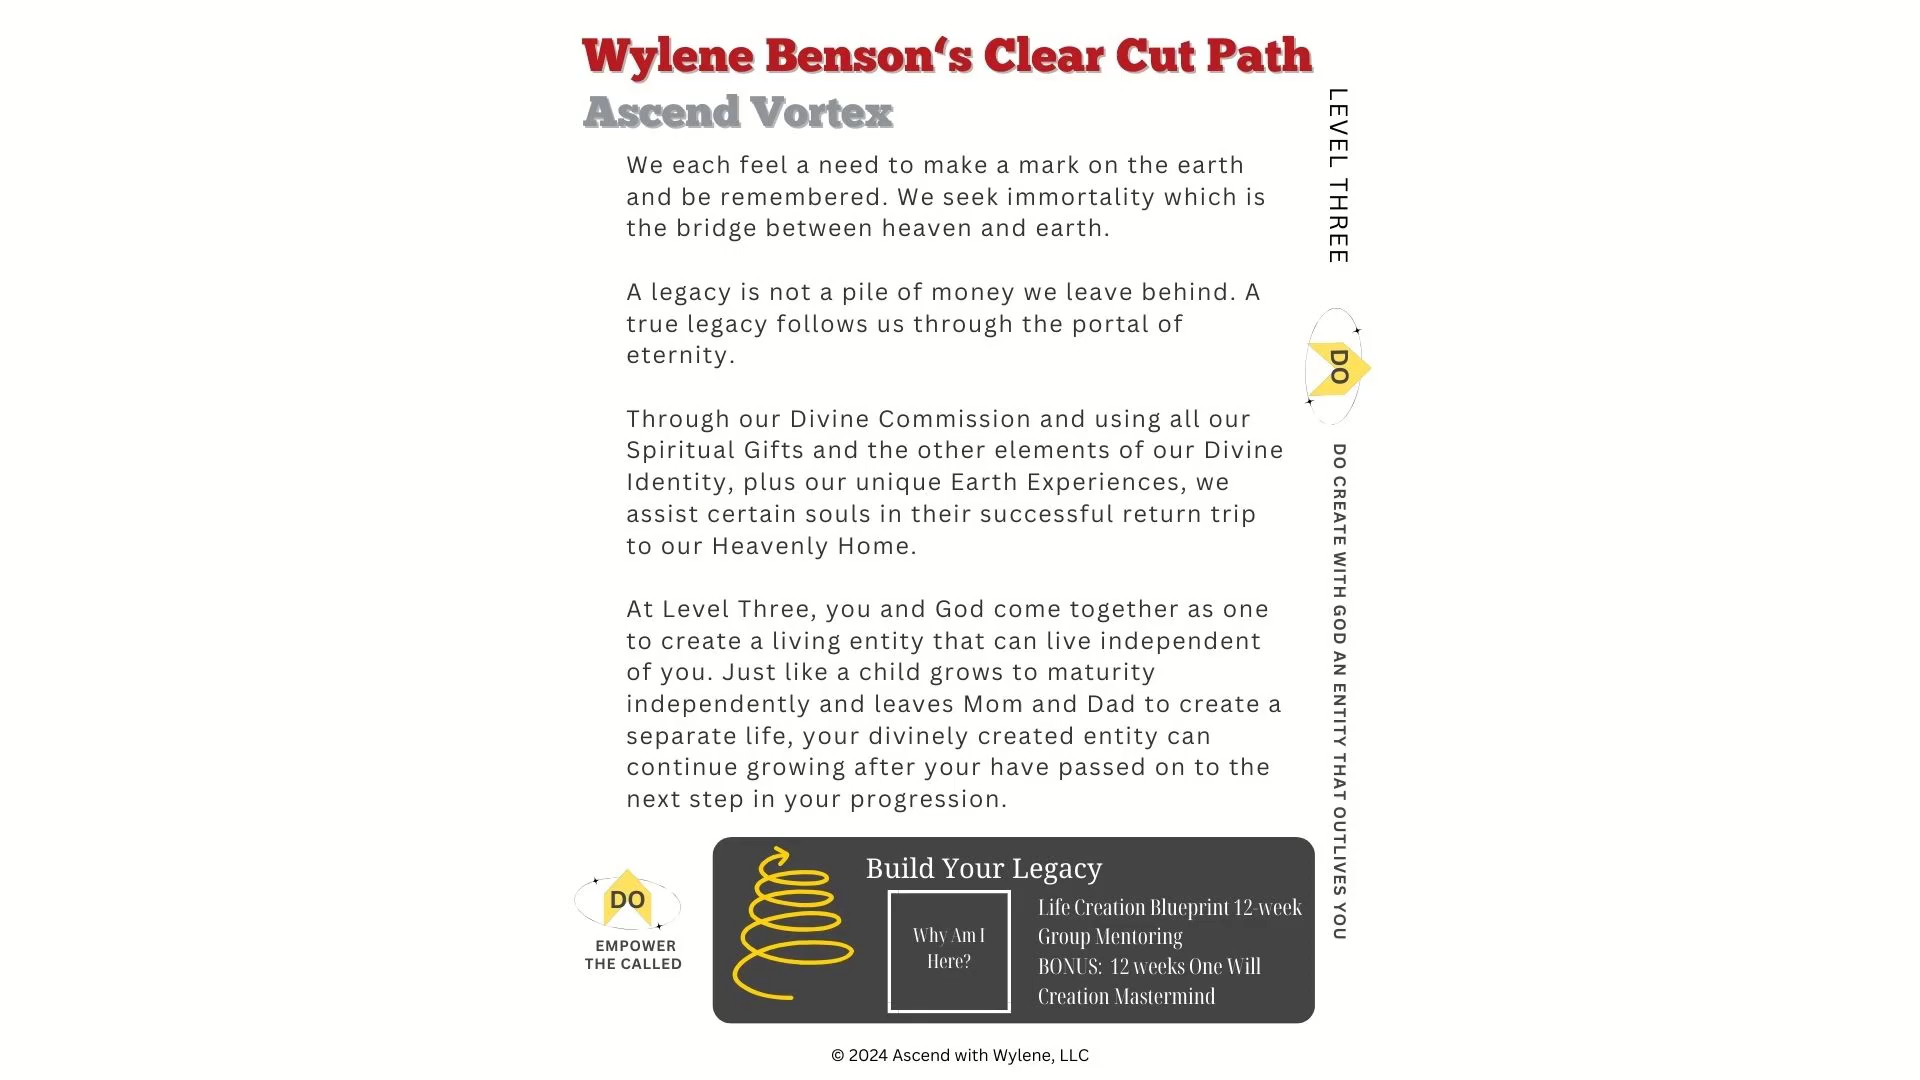 Wylene Benson‘s Clear Cut Path
Ascend Vortex
We each feel a need to make a mark on the earth
and be remembered. We seek immortality which is
the bridge between heaven and earth.
A legacy is not a pile of money we leave behind. A
true legacy follows us through the portal of
eternity.
Through our Divine Commission and using all our
Spiritual Gifts and the other elements of our Divine
Identity, plus our unique Earth Experiences, we
assist certain souls in their successful return trip
to our Heavenly Home.
At Level Three, you and God come together as one
to create a living entity that can live independent
of you. Just like a child grows to maturity
independently and leaves Mom and Dad to create a
separate life, your divinely created entity can
continue growing after your have passed on to the
next step in your progression.
LEVEL THREE
DO
DO CREATE WITH GOD AN ENTITY THAT OUTLIVES YOU
DO
EMPOWER
THE CALLED
Build Your Legacy
Why Am I
Here?
Life Creation Blueprint 12-week
Group Mentoring
BONUS: 12 weeks One Will
Creation Mastermind
© 2024 Ascend with Wylene, LLC